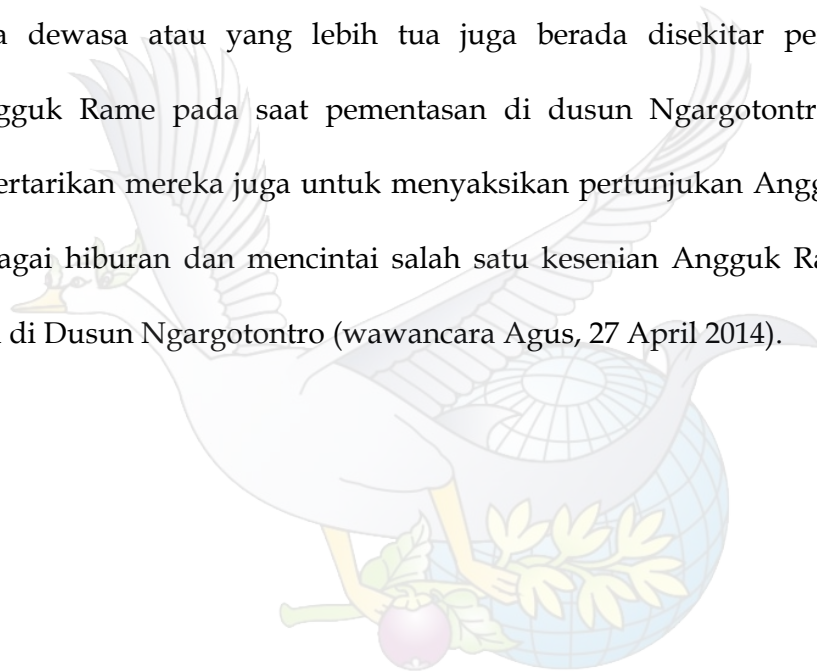 a dewasa atau yang lebih tua juga berada disekitar pe
gguk Rame pada saat pementasan di dusun Ngargotontr
ertarikan mereka juga untuk menyaksikan pertunjukan Angg
agai hiburan dan mencintai salah satu kesenian Angguk Ra
di Dusun Ngargotontro (wawancara Agus, 27 April 2014).